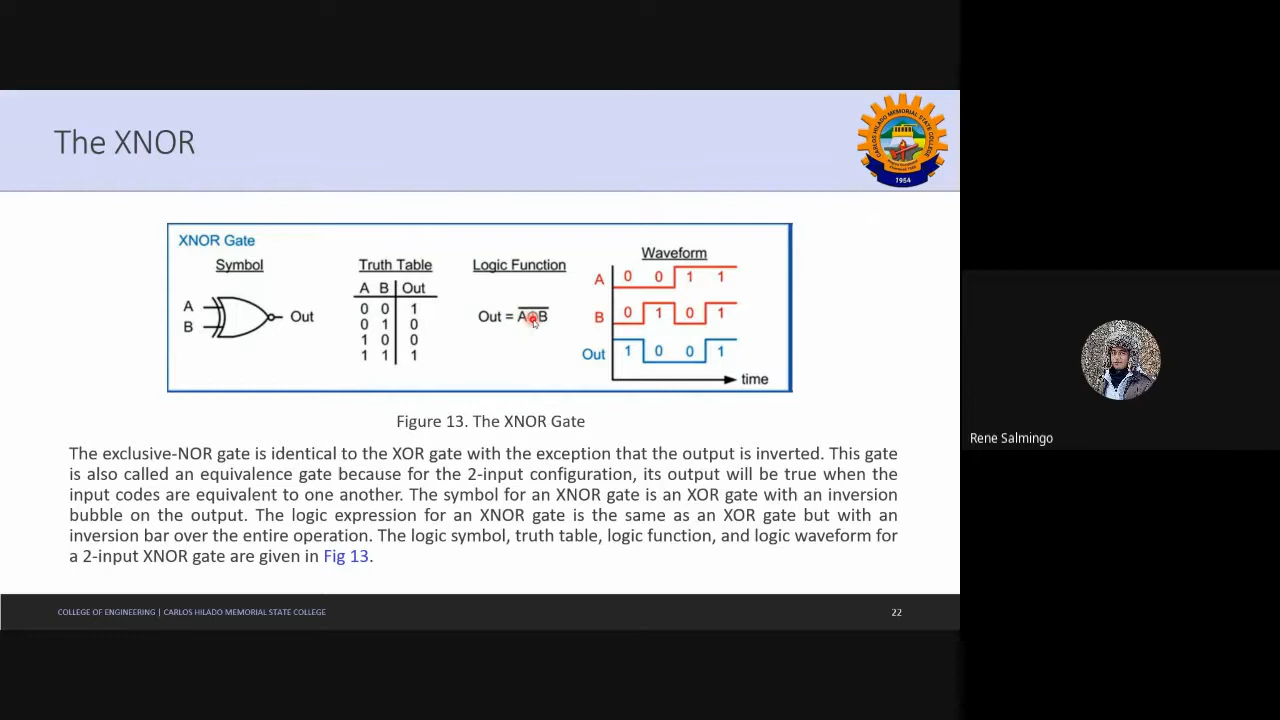 The XNOR
CARLOS HILADO MEMORIAL STATE COLLEGE
1954
XNOR Gate
Symbol
A
B
Out
Truth Table
A B Out
0 0 1
0 1 0
1 0 0
1 1 1
Logic Function
Out = A⊕B
Waveform
A 0 0 1 1
B 0 1 0 1
Out 1 0 0 1
time
Figure 13. The XNOR Gate
The exclusive-NOR gate is identical to the XOR gate with the exception that the output is inverted. This gate
is also called an equivalence gate because for the 2-input configuration, its output will be true when the
input codes are equivalent to one another. The symbol for an XNOR gate is an XOR gate with an inversion
bubble on the output. The logic expression for an XNOR gate is the same as an XOR gate but with an
inversion bar over the entire operation. The logic symbol, truth table, logic function, and logic waveform for
a 2-input XNOR gate are given in Fig 13.
COLLEGE OF ENGINEERING | CARLOS HILADO MEMORIAL STATE COLLEGE
22
Rene Salmingo